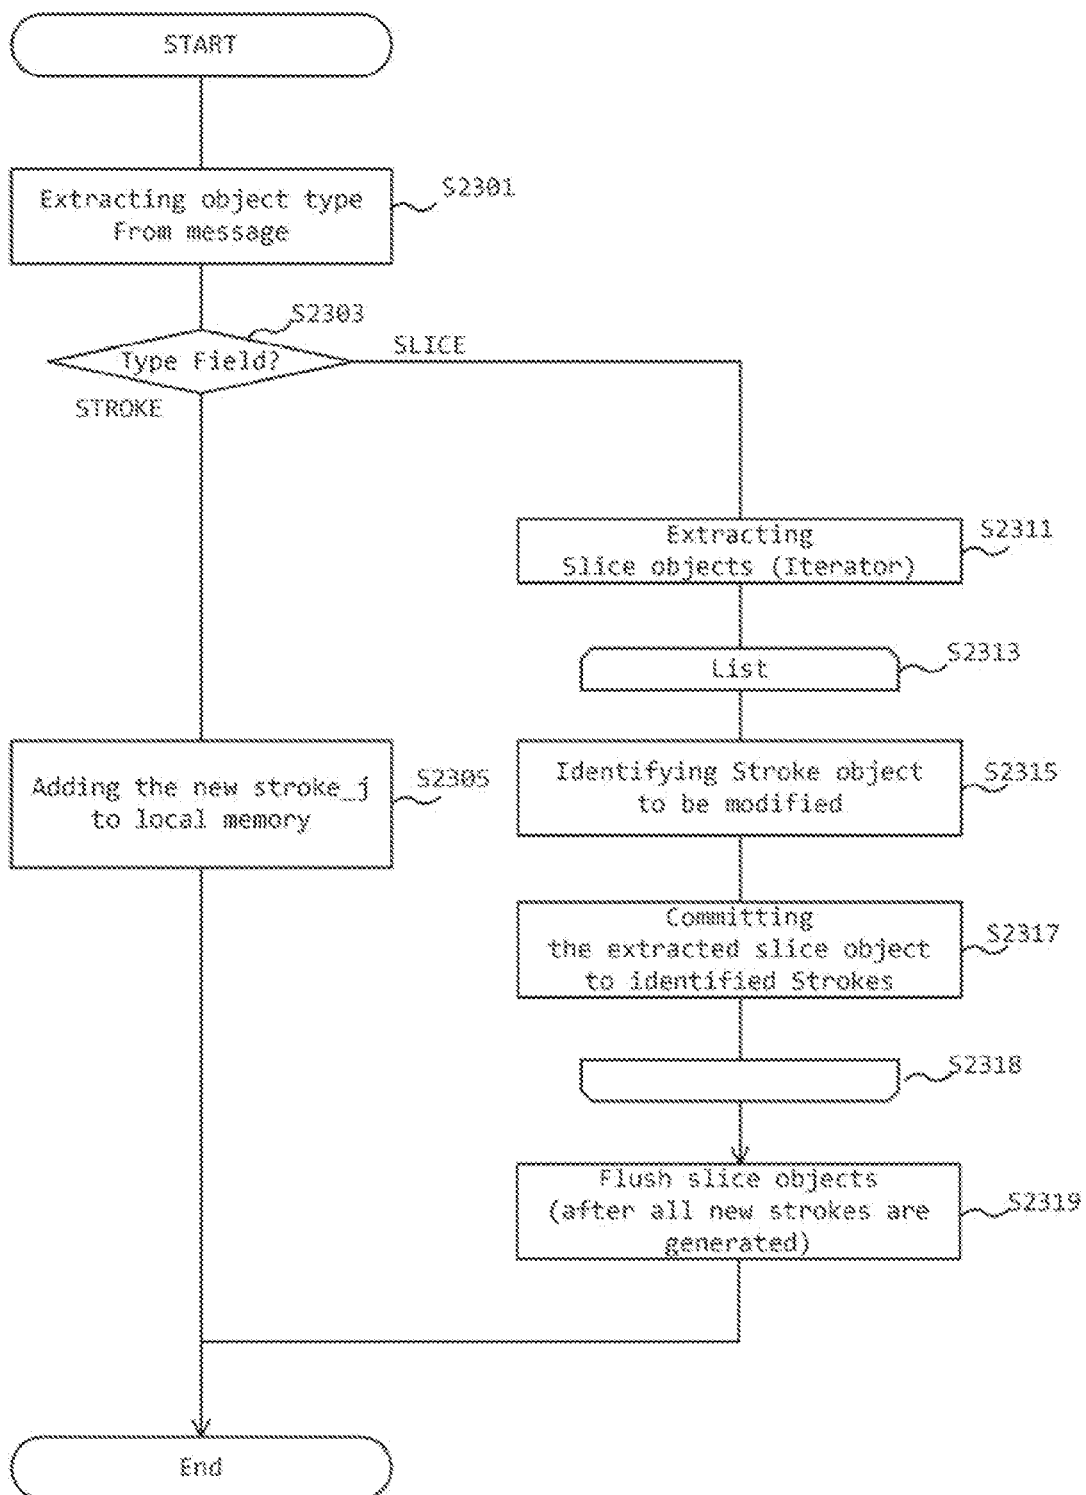 START
Extracting object type
from message
S2301
S2303
Type Field?
SLICE
STROKE
Extracting
Slice objects (Iterator)
S2311
List
S2313
Adding the new stroke_j
to local memory
S2305
Identifying Stroke object
to be modified
S2315
Committing
the extracted slice object
to identified Strokes
S2317
S2318
Flush slice objects
(after all new strokes are
generated)
S2319
End